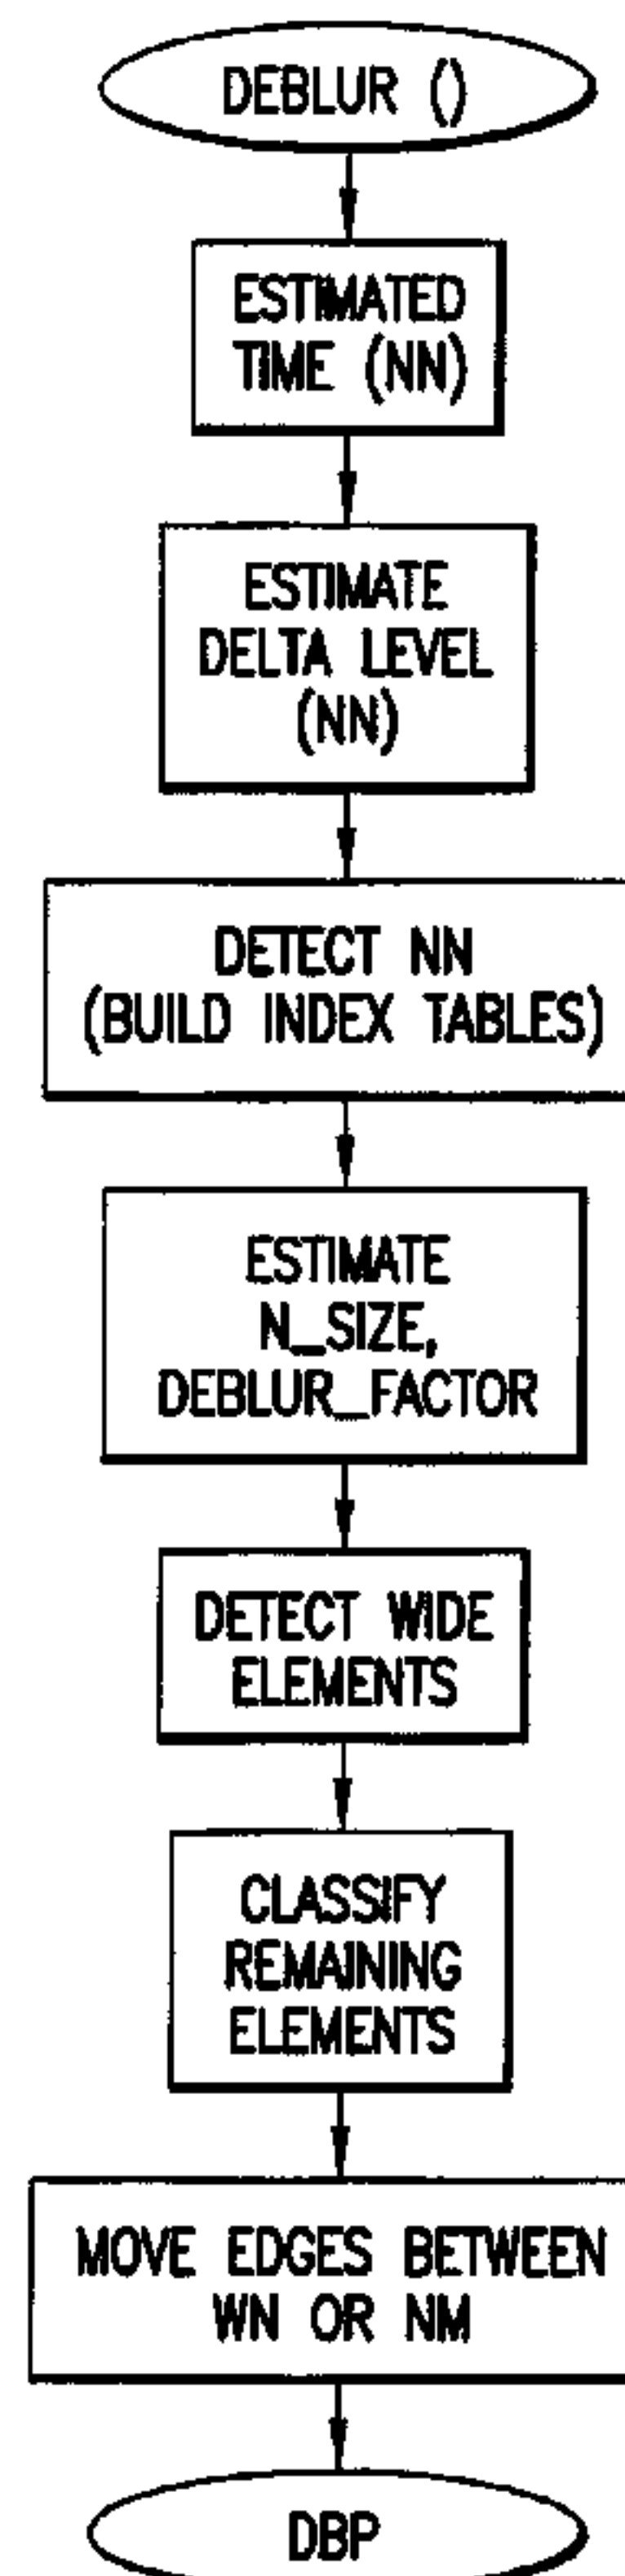 DEBLUR ()
ESTIMATED
TIME (NN)
ESTIMATE
DELTA LEVEL
(NN)
DETECT NN
(BUILD INDEX TABLES)
ESTIMATE
N_SIZE,
DEBLUR_FACTOR
DETECT WIDE
ELEMENTS
CLASSIFY
REMAINING
ELEMENTS
MOVE EDGES BETWEEN
WN OR NM
DBP